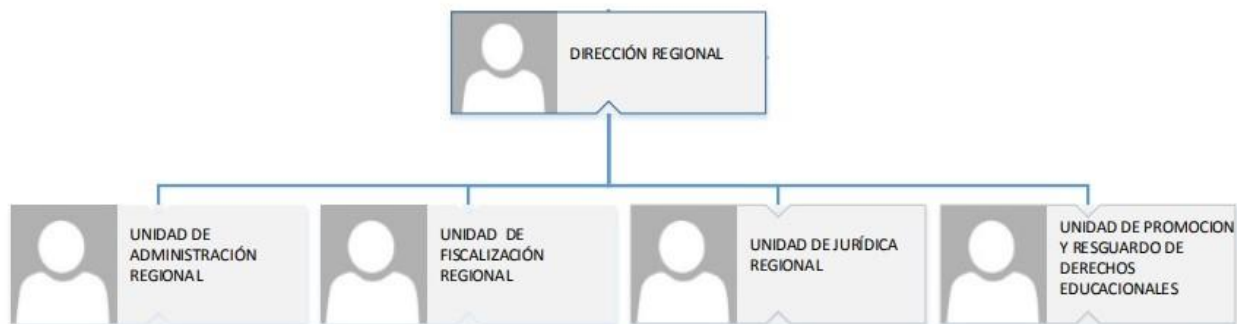 DIRECCIÓN REGIONAL
UNIDAD DE
ADMINISTRACIÓN
REGIONAL
UNIDAD DE
FISCALIZACIÓN
REGIONAL
UNIDAD DE JURÍDICA
REGIONAL
UNIDAD DE PROMOCION
Y RESGUARDO DE
DERECHOS
EDUCACIONALES